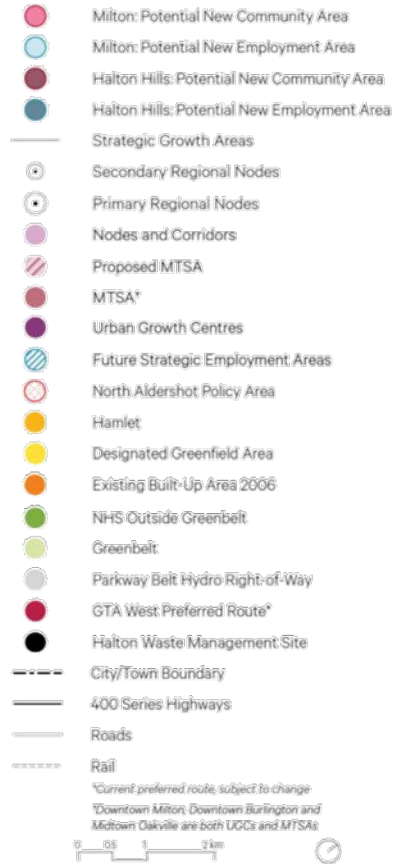 Milton: Potential New Community Area
Milton: Potential New Employment Area
Halton Hills: Potential New Community Area
Halton Hills: Potential New Employment Area
Strategic Growth Areas
Secondary Regional Nodes
Primary Regional Nodes
Nodes and Corridors
Proposed MTSA
MTSA*
Urban Growth Centres
Future Strategic Employment Areas
North Aldershot Policy Area
Hamlet
Designated Greenfield Area
Existing Built-Up Area 2006
NHS Outside Greenbelt
Greenbelt
Parkway Belt Hydro Right-of-Way
GTA West Preferred Route*
Halton Waste Management Site
City/Town Boundary
400 Series Highways
Roads
Rail
*Current preferred route, subject to change
*Downtown Milton, Downtown Burlington and
Midtown Oakville are both UGCs and MTSAs
0 0.5 1 2 km